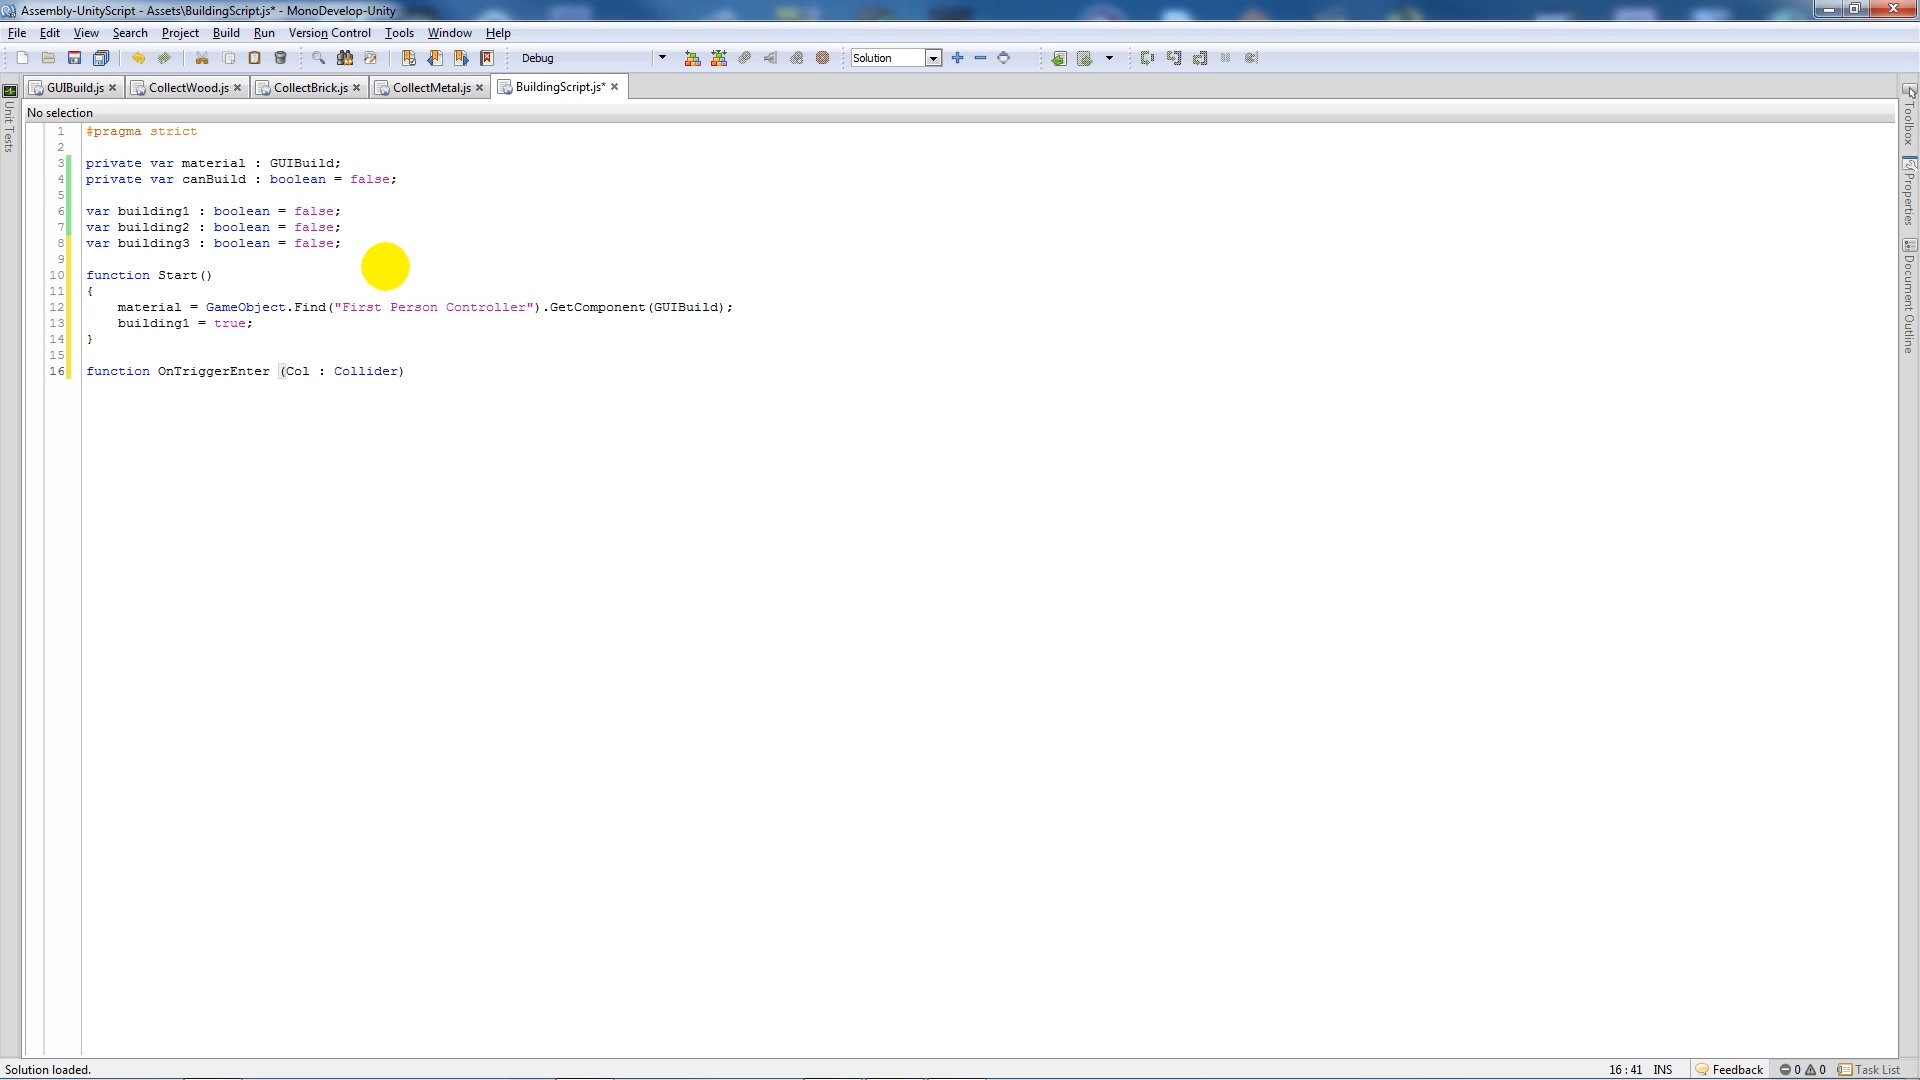 Assembly-UnityScript - Assets\BuildingScript.js* - MonoDevelop-Unity
File Edit View Search Project Build Run Version Control Tools Window Help
Debug Solution
GUIBuild.js CollectWood.js CollectBrick.js CollectMetal.js BuildingScript.js*
No selection
1 #pragma strict
2
3 private var material : GUIBuild;
4 private var canBuild : boolean = false;
5
6 var building1 : boolean = false;
7 var building2 : boolean = false;
8 var building3 : boolean = false;
9
10 function Start()
11 {
12 material = GameObject.Find("First Person Controller").GetComponent(GUIBuild);
13 building1 = true;
14 }
15
16 function OnTriggerEnter (Col : Collider)
Unit Tests
Toolbox
Properties
Document Outline
Solution loaded. 16 : 41 INS Feedback 0 0 Task List